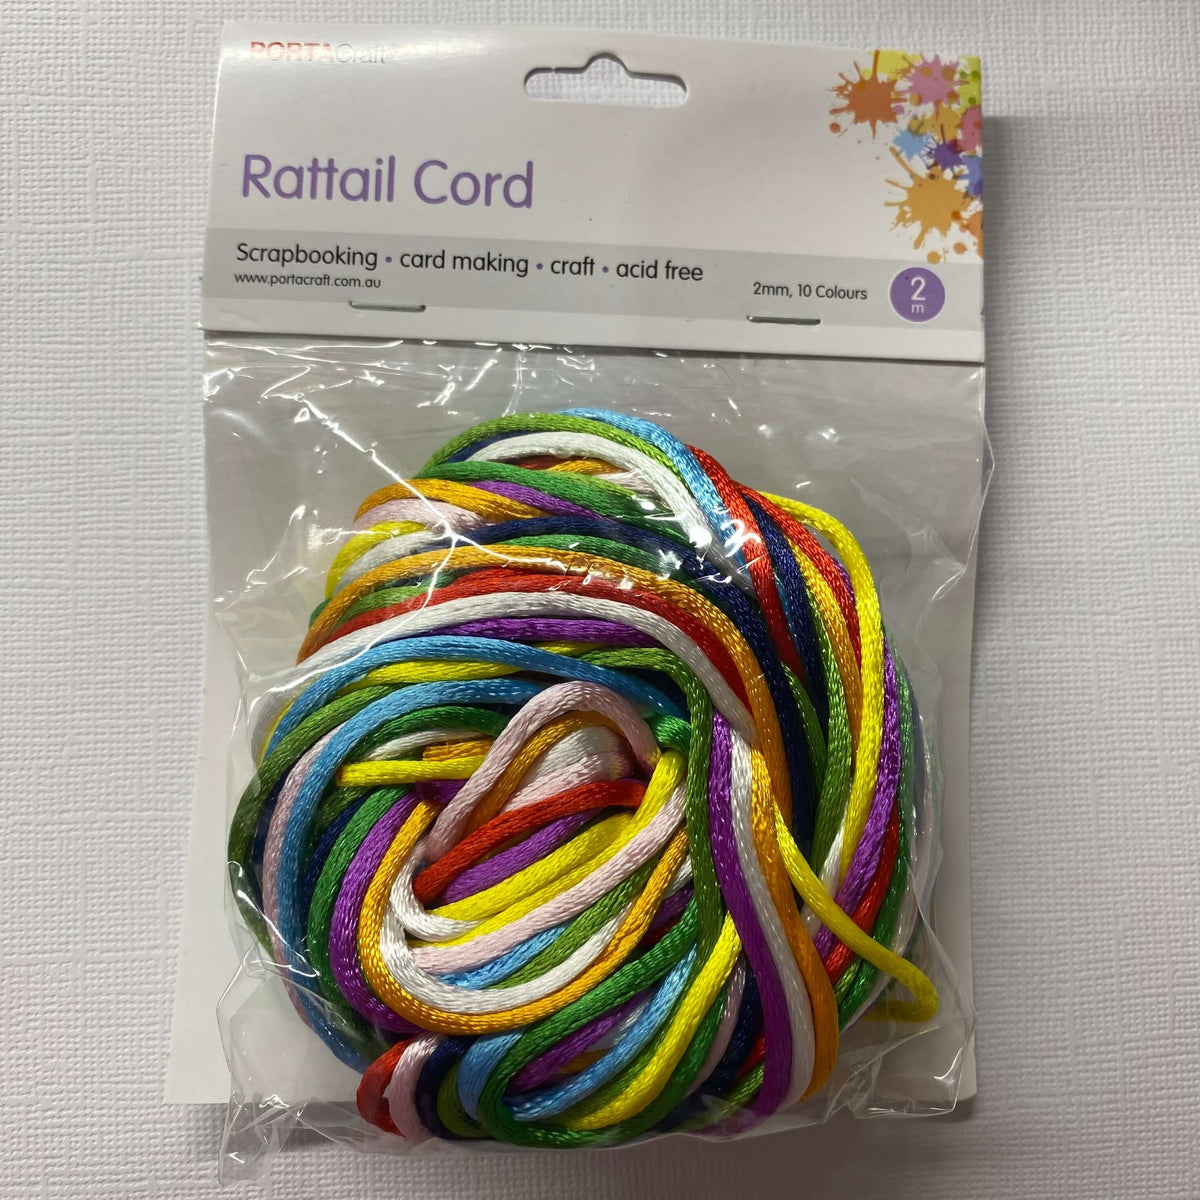 PORTACraft
Rattail Cord
Scrapbooking • card making • craft • acid free
www.portacraft.com.au
2mm, 10 Colours
2
m